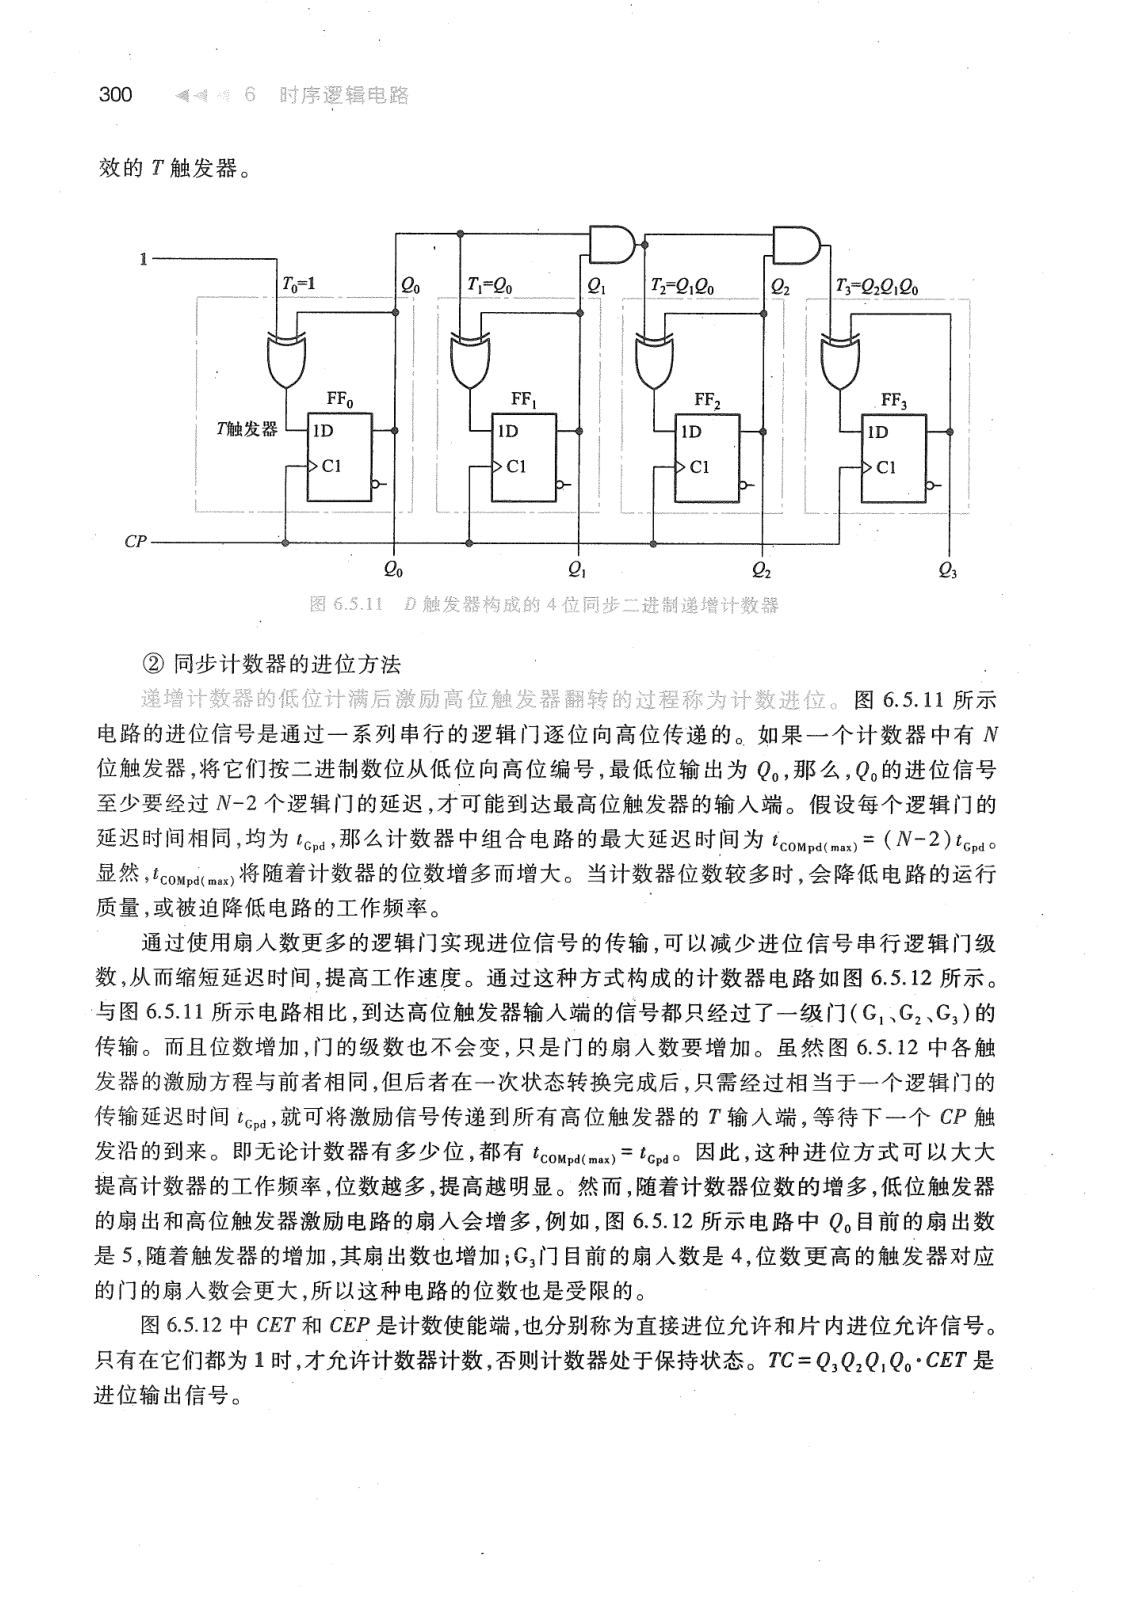 300 6 时序逻辑电路
效的 T 触发器。
1
T₀=1 Q₀ T₁=Q₀ Q₁ T₂=Q₁Q₀ Q₂ T₃=Q₂Q₁Q₀
FF₀ FF₁ FF₂ FF₃
T触发器 1D 1D 1D 1D
C1 C1 C1 C1
CP
Q₀ Q₁ Q₂ Q₃
图 6.5.11 D 触发器构成的 4 位同步二进制递增计数器
② 同步计数器的进位方法
递增计数器的低位计满后激励高位触发器翻转的过程称为计数进位。图 6.5.11 所示
电路的进位信号是通过一系列串行的逻辑门逐位向高位传递的。如果一个计数器中有 N
位触发器,将它们按二进制数位从低位向高位编号,最低位输出为 Q₀,那么,Q₀的进位信号
至少要经过 N-2 个逻辑门的延迟,才可能到达最高位触发器的输入端。假设每个逻辑门的
延迟时间相同,均为 tGpd,那么计数器中组合电路的最大延迟时间为 tCOMpd(max) = (N-2)tGpd。
显然,tCOMpd(max)将随着计数器的位数增多而增大。当计数器位数较多时,会降低电路的运行
质量,或被迫降低电路的工作频率。
通过使用扇入数更多的逻辑门实现进位信号的传输,可以减少进位信号串行逻辑门级
数,从而缩短延迟时间,提高工作速度。通过这种方式构成的计数器电路如图 6.5.12 所示。
与图 6.5.11 所示电路相比,到达高位触发器输入端的信号都只经过了一级门(G₁、G₂、G₃)的
传输。而且位数增加,门的级数也不会变,只是门的扇入数要增加。虽然图 6.5.12 中各触
发器的激励方程与前者相同,但后者在一次状态转换完成后,只需经过相当于一个逻辑门的
传输延迟时间 tGpd,就可将激励信号传递到所有高位触发器的 T 输入端,等待下一个 CP 触
发沿的到来。即无论计数器有多少位,都有 tCOMpd(max) = tGpd。因此,这种进位方式可以大大
提高计数器的工作频率,位数越多,提高越明显。然而,随着计数器位数的增多,低位触发器
的扇出和高位触发器激励电路的扇入会增多,例如,图 6.5.12 所示电路中 Q₀目前的扇出数
是 5,随着触发器的增加,其扇出数也增加;G₃门目前的扇入数是 4,位数更高的触发器对应
的门的扇入数会更大,所以这种电路的位数也是受限的。
图 6.5.12 中 CET 和 CEP 是计数使能端,也分别称为直接进位允许和片内进位允许信号。
只有在它们都为 1 时,才允许计数器计数,否则计数器处于保持状态。TC=Q₃Q₂Q₁Q₀·CET 是
进位输出信号。